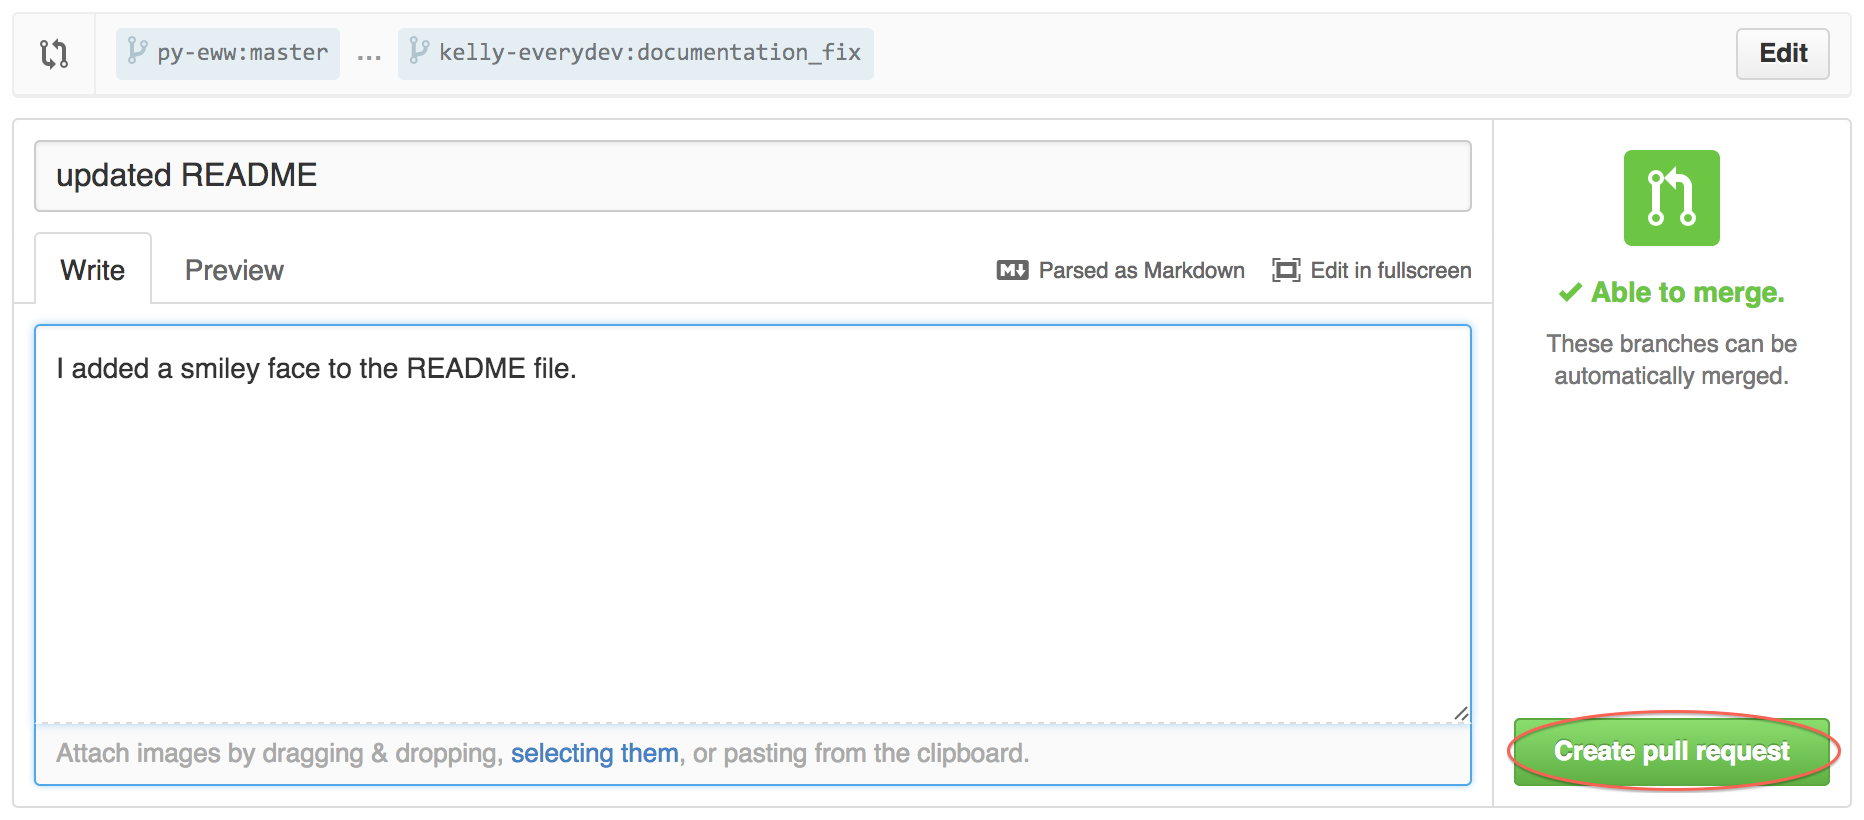 py-eww:master ... kelly-everydev:documentation_fix
Edit
updated README
Write Preview
M Parsed as Markdown Edit in fullscreen
I added a smiley face to the README file.
Attach images by dragging & dropping, selecting them, or pasting from the clipboard.
Able to merge.
These branches can be
automatically merged.
Create pull request